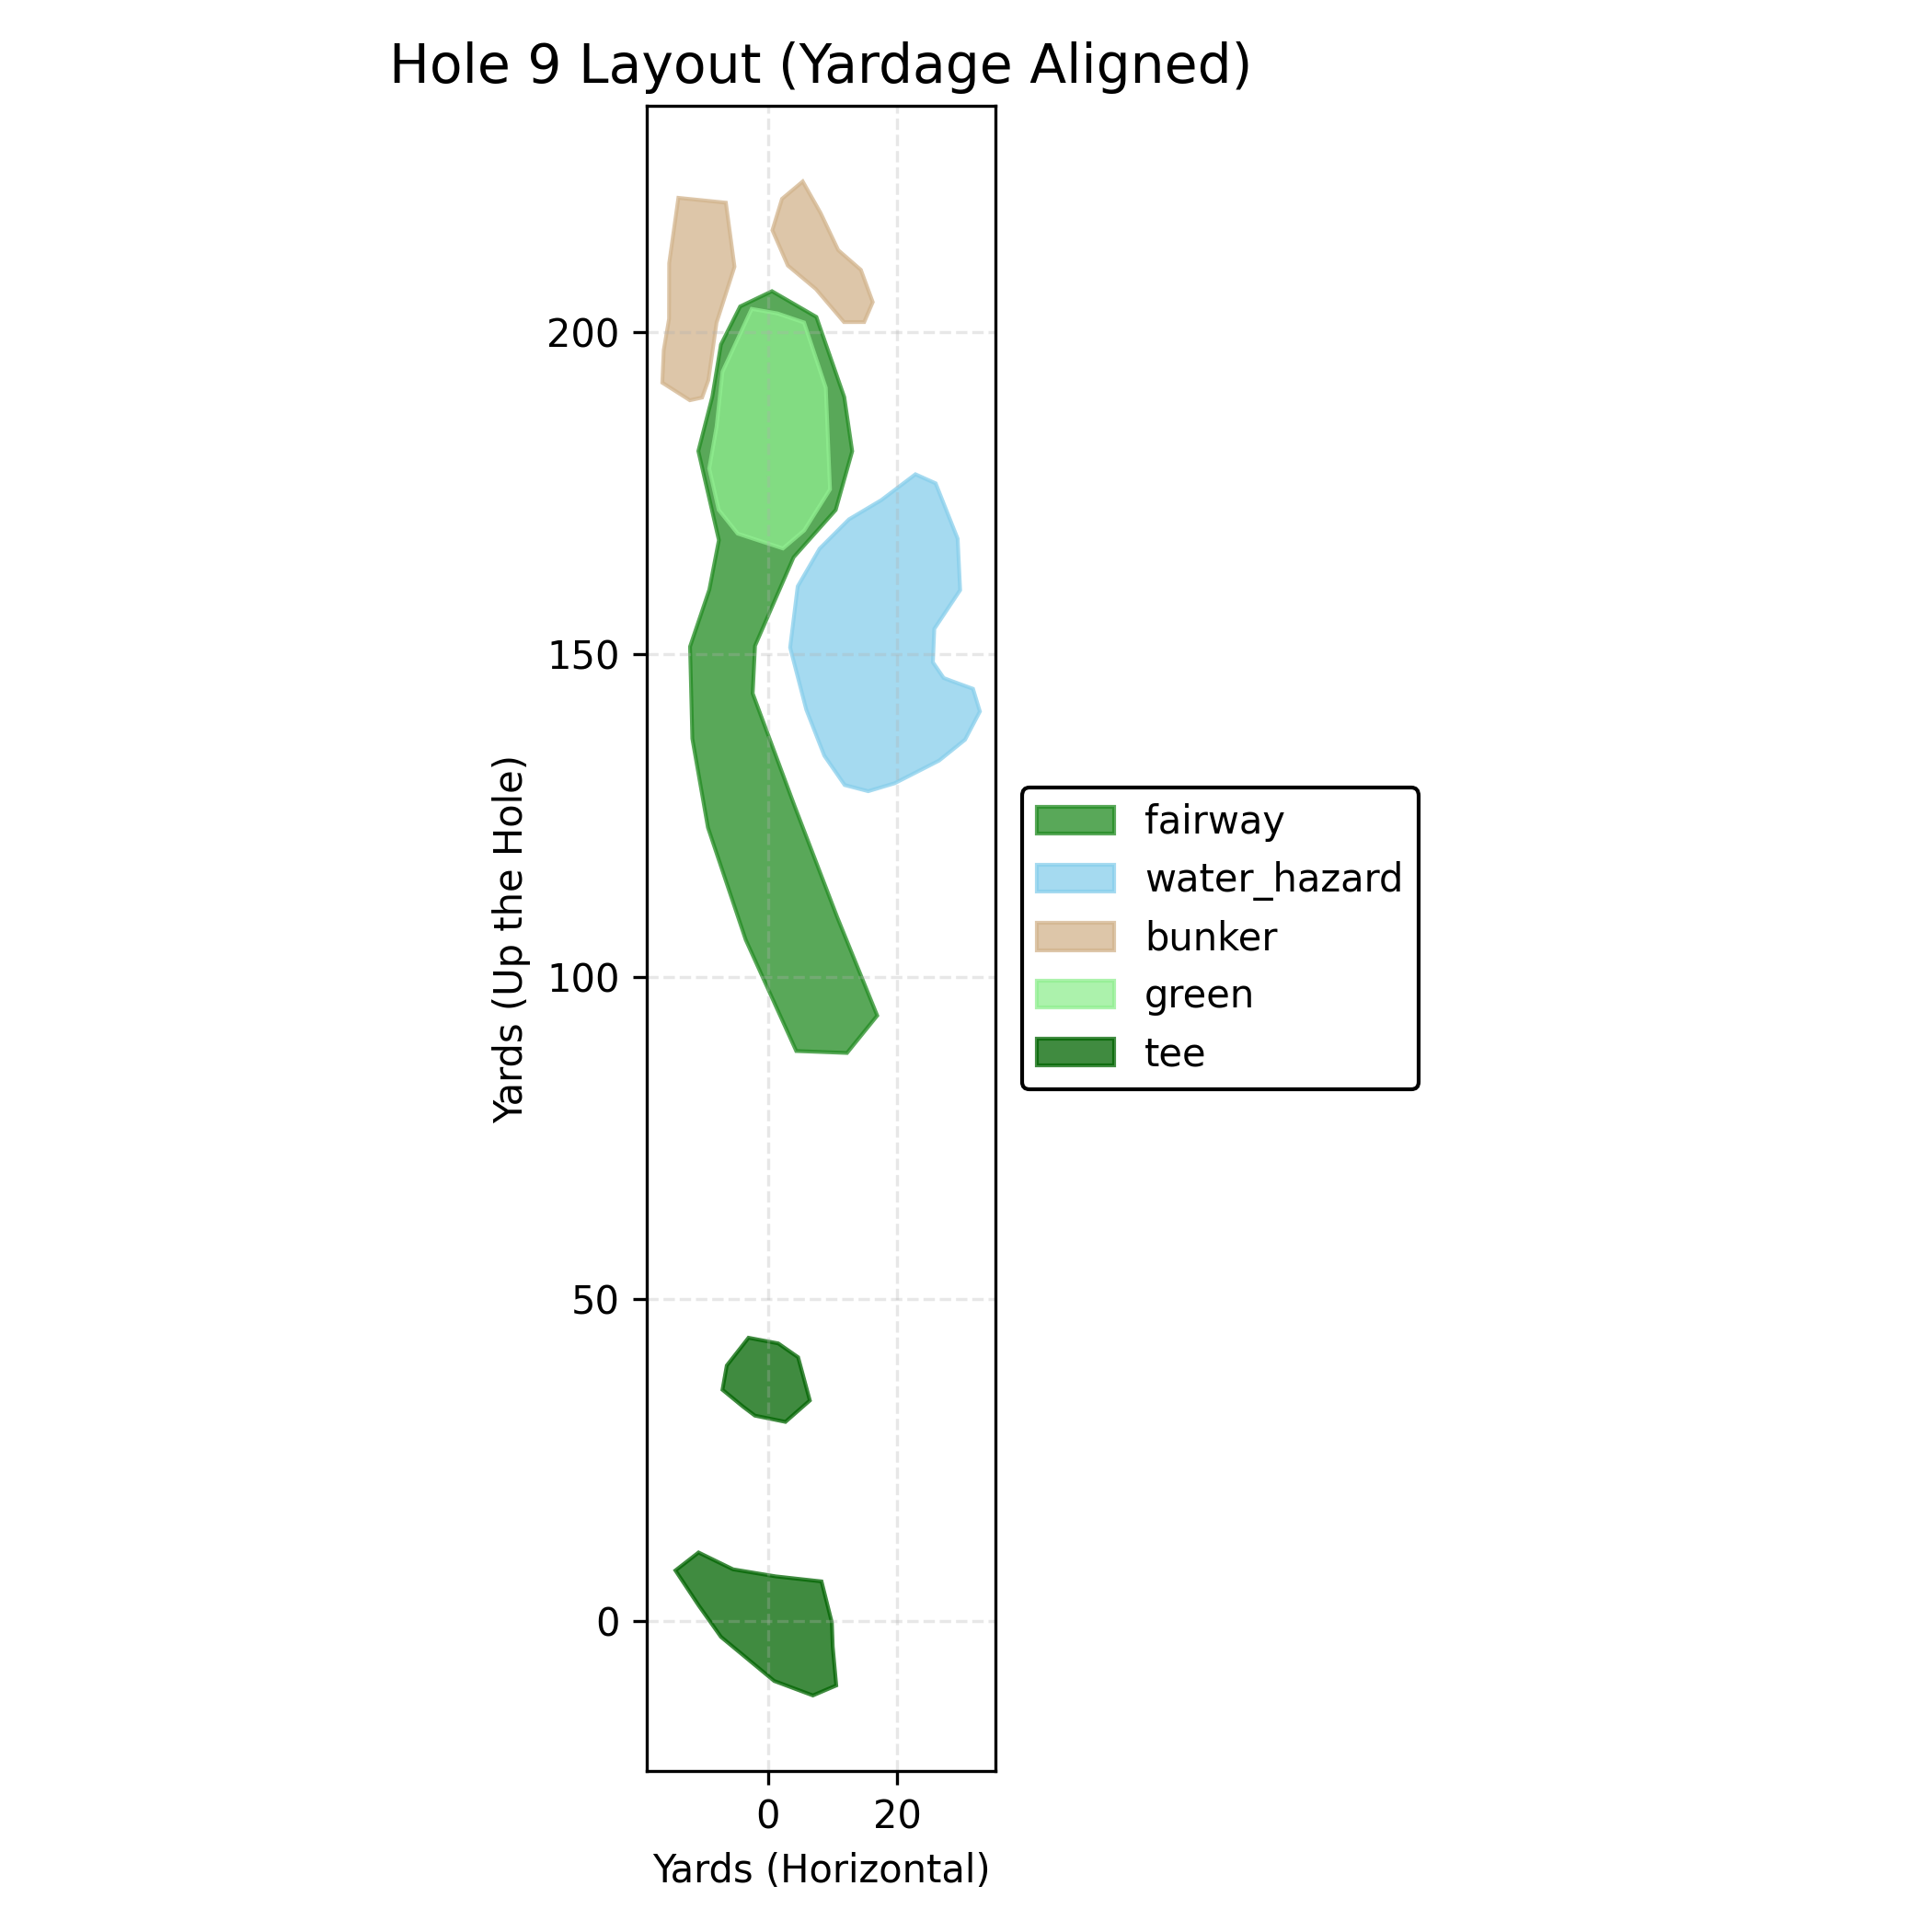 Hole 9 Layout (Yardage Aligned)
Yards (Up the Hole)
200
150
100
50
0
0 20
Yards (Horizontal)
fairway
water_hazard
bunker
green
tee